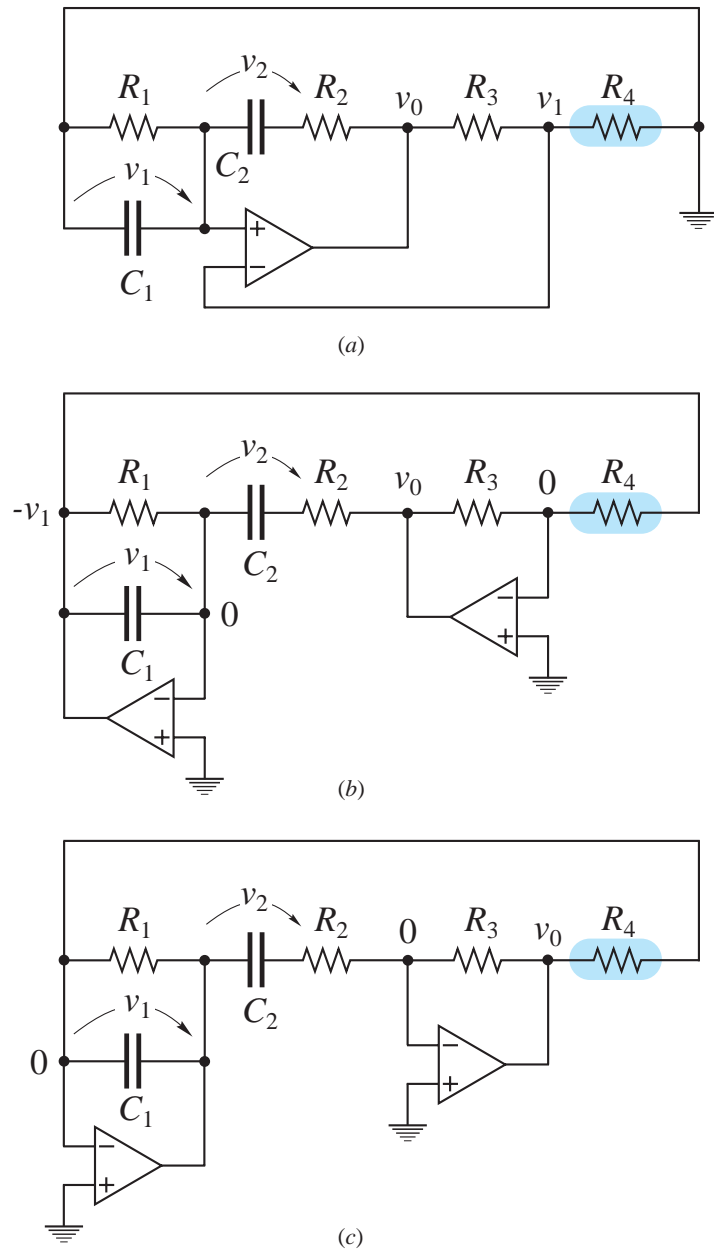 v₂
R₁ R₂ v₀ R₃ v₁ R₄
C₂
v₁
+
−
C₁
(a)
v₂
R₁ R₂ v₀ R₃ 0 R₄
-v₁
v₁ C₂
0
−
+
C₁
−
+
(b)
v₂
R₁ R₂ 0 R₃ v₀ R₄
v₁ C₂
0
−
+
C₁
−
+
(c)